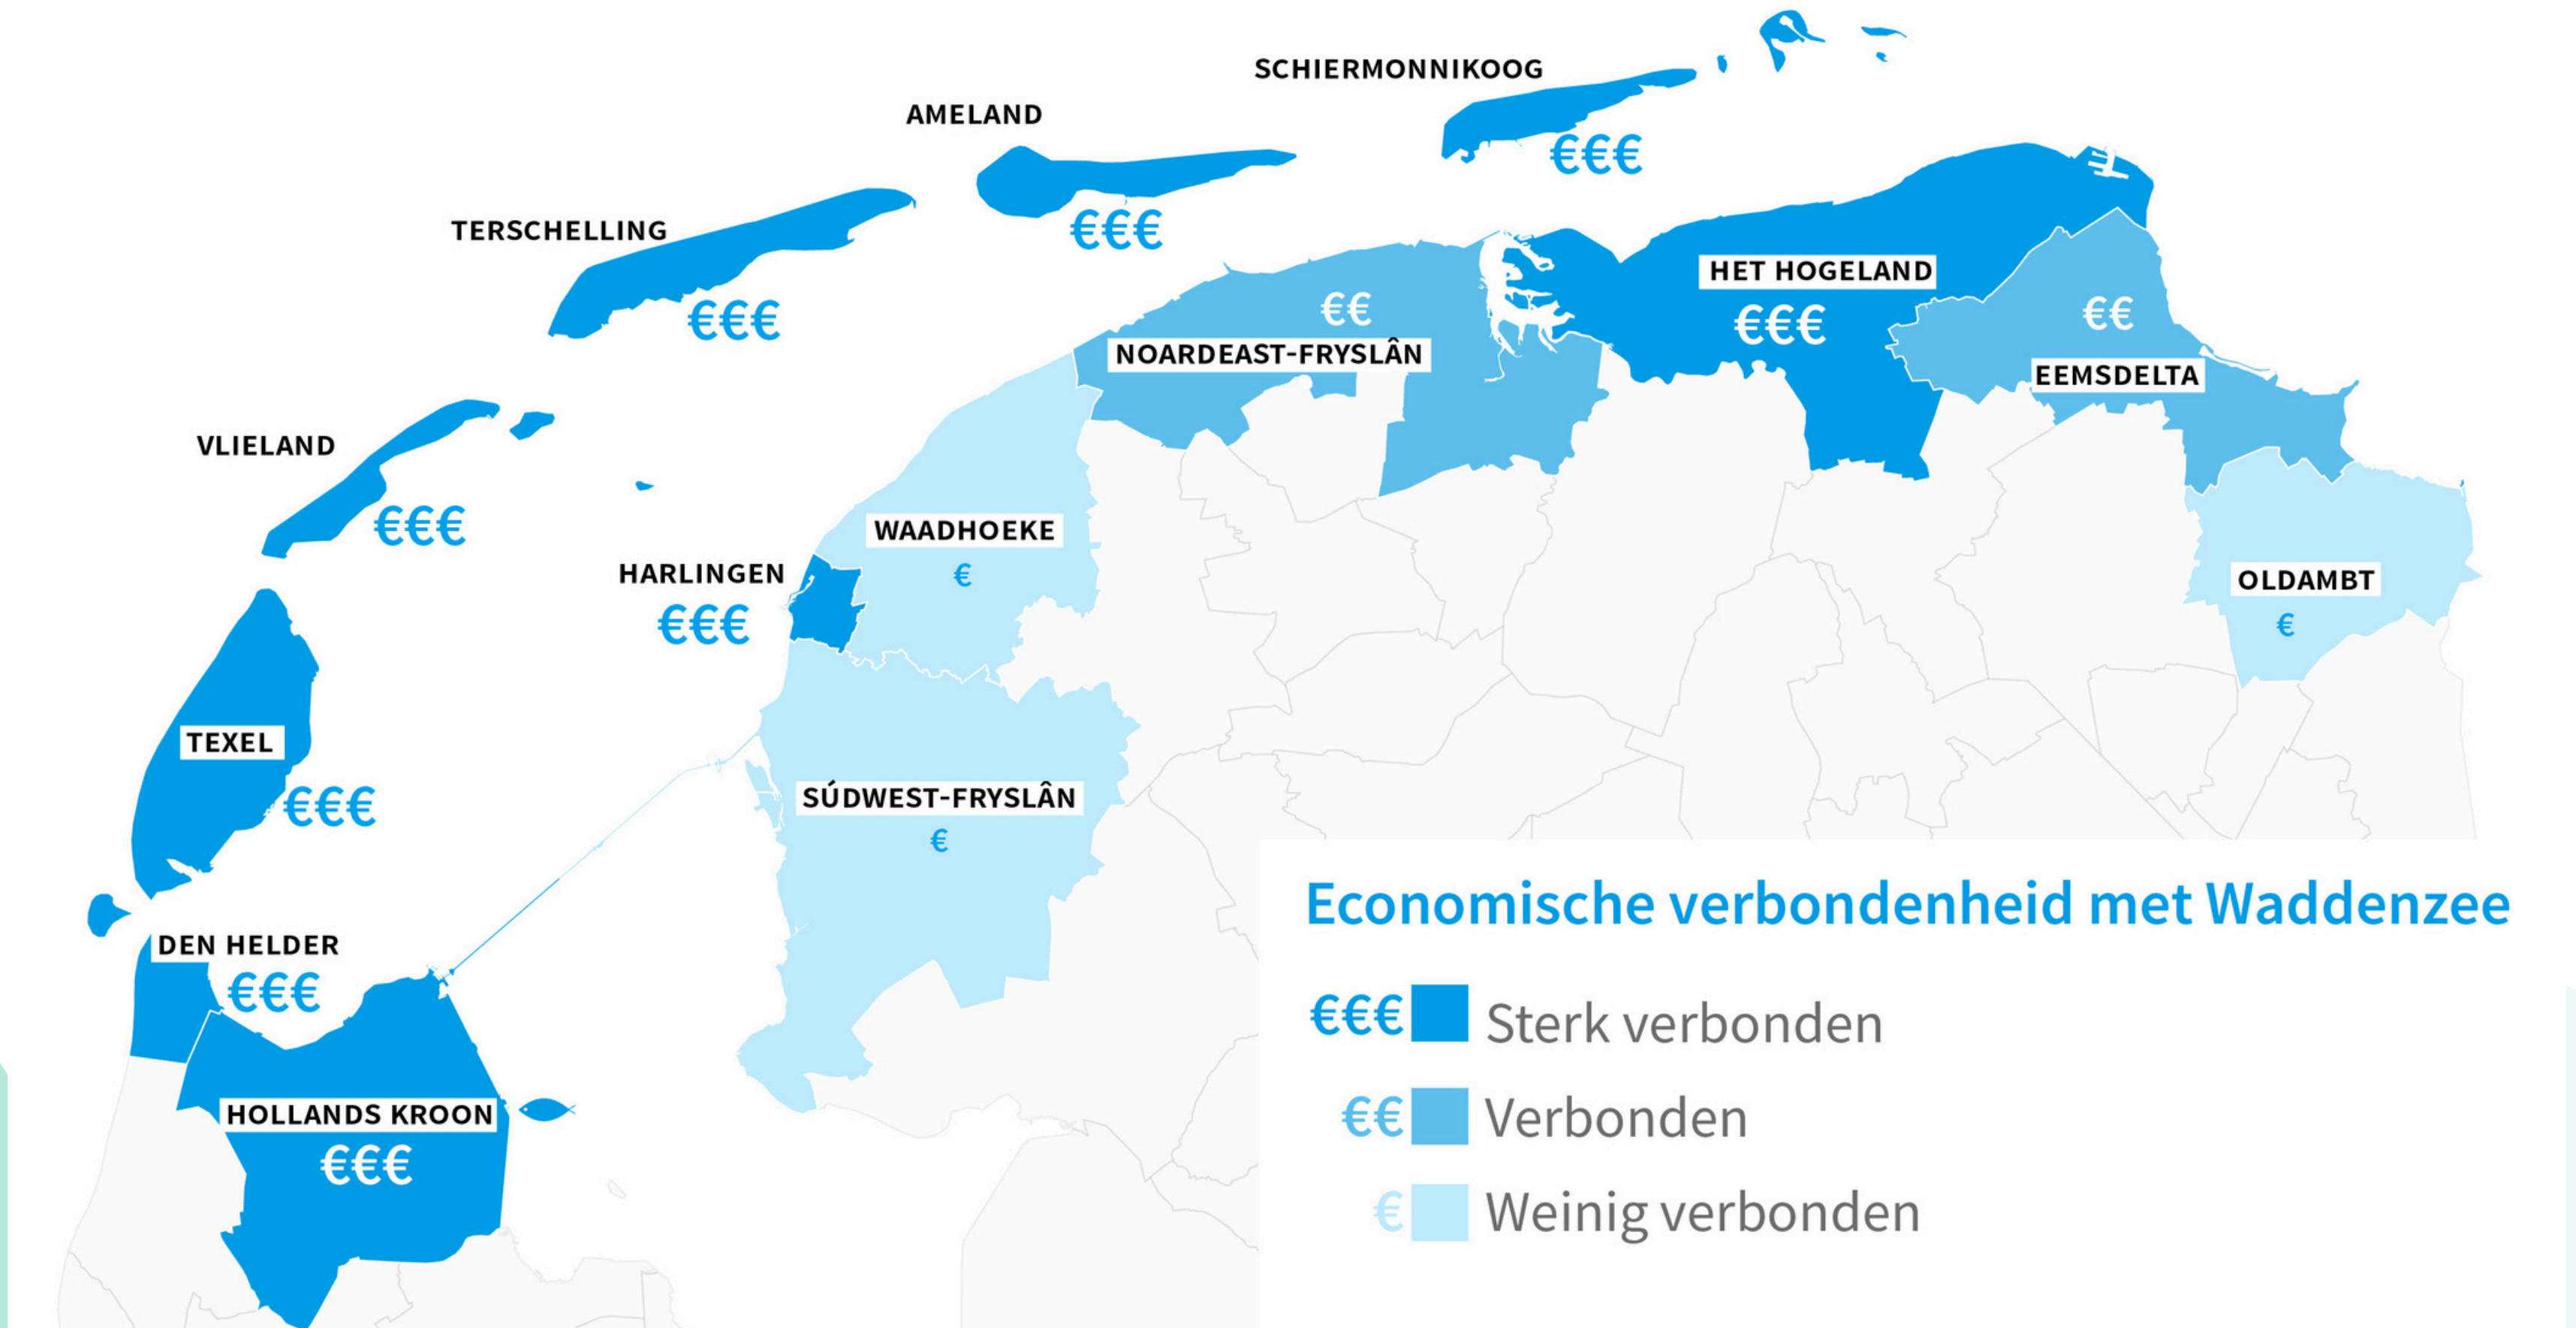 SCHIERMONNIKOOG
€€€
AMELAND
€€€
TERSCHELLING
€€€
HET HOGELAND
€€€
€€
NOARDEAST-FRYSLÂN
€€
EEMSDELTA
VLIELAND
€€€
WAADHOEKE
€
HARLINGEN
€€€
OLDAMBT
€
TEXEL
€€€
SÚDWEST-FRYSLÂN
€
DEN HELDER
€€€
HOLLANDS KROON
€€€
Economische verbondenheid met Waddenzee
€€€ Sterk verbonden
€€ Verbonden
€ Weinig verbonden